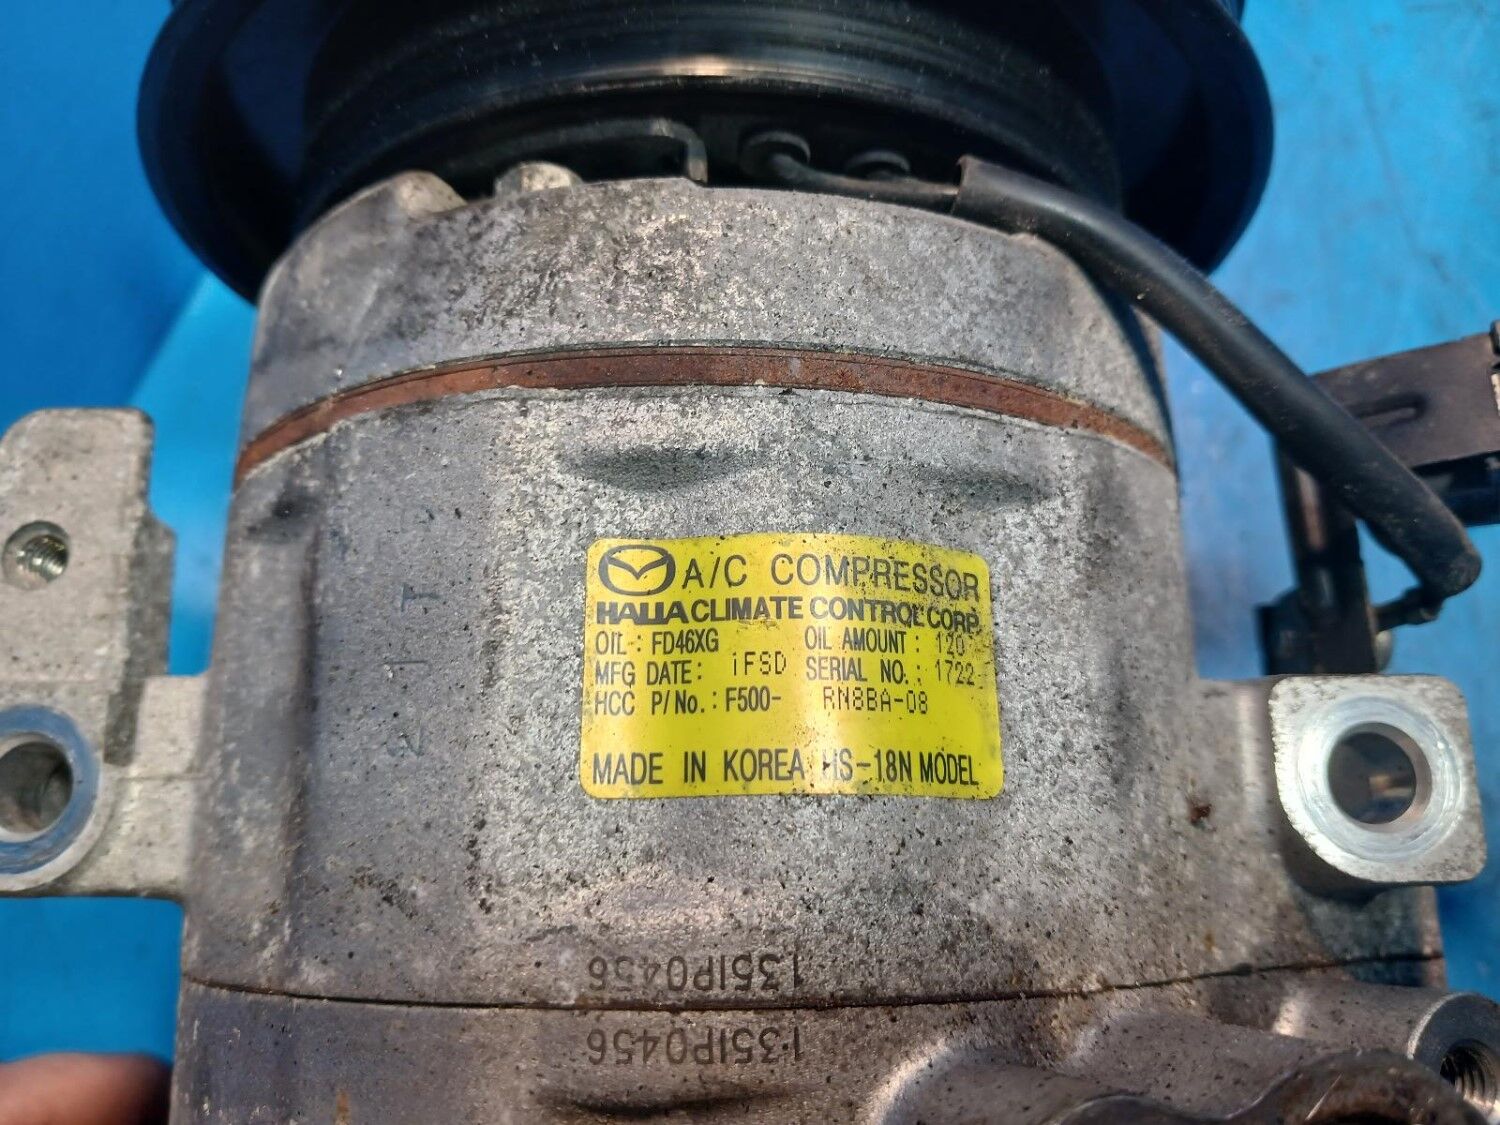 A/C COMPRESSOR
HALLA CLIMATE CONTROL CORP.
OIL : FD46XG OIL AMOUNT : 120
MFG DATE : iFSD SERIAL NO. : 1722
HCC P/No. : F500- RN8BA-08
MADE IN KOREA HS-18N MODEL
135IP0456
135IP0456